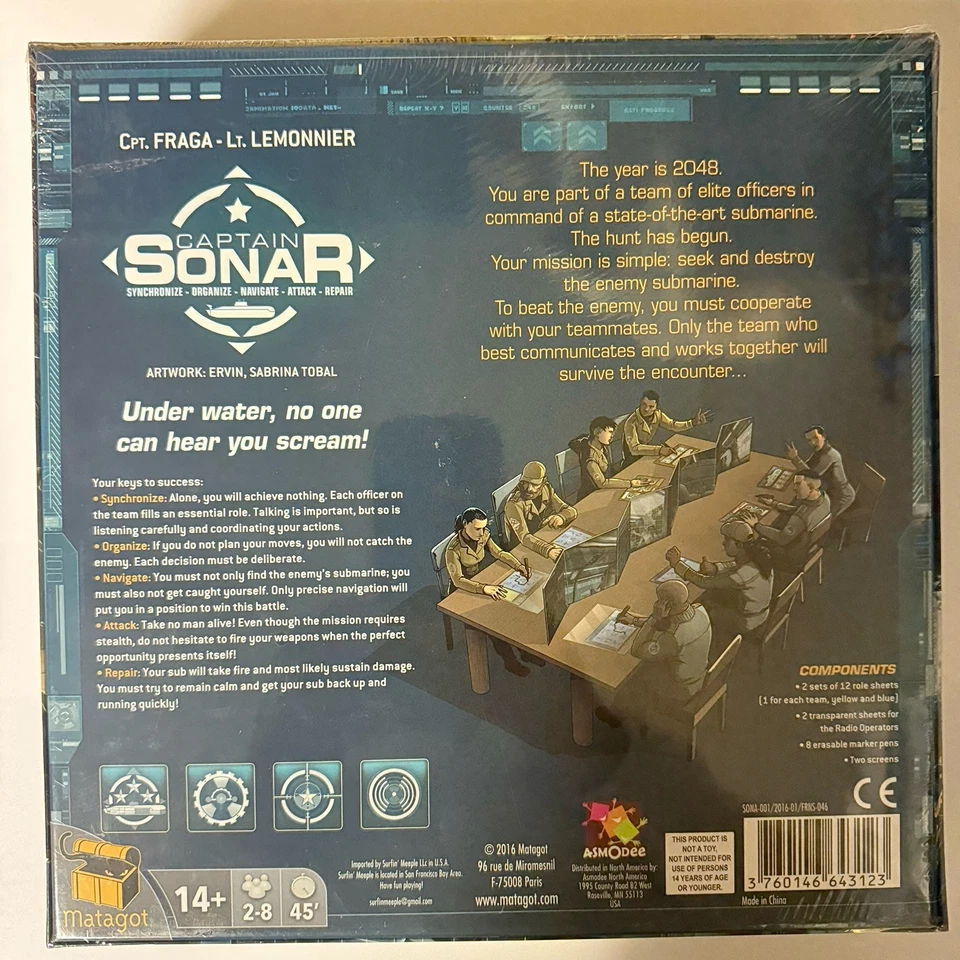 REPEAT X-Y ?
COUNTER
EXPORT >
CPT. FRAGA - LT. LEMONNIER
CAPTAIN
SONAR
SYNCHRONIZE - ORGANIZE - NAVIGATE - ATTACK - REPAIR
ARTWORK: ERVIN, SABRINA TOBAL
Under water, no one
can hear you scream!
The year is 2048.
You are part of a team of elite officers in
command of a state-of-the-art submarine.
The hunt has begun.
Your mission is simple: seek and destroy
the enemy submarine.
To beat the enemy, you must cooperate
with your teammates. Only the team who
best communicates and works together will
survive the encounter...
Your keys to success:
• Synchronize: Alone, you will achieve nothing. Each officer on
the team fills an essential role. Talking is important, but so is
listening carefully and coordinating your actions.
• Organize: If you do not plan your moves, you will not catch the
enemy. Each decision must be deliberate.
• Navigate: You must not only find the enemy's submarine; you
must also not get caught yourself. Only precise navigation will
put you in a position to win this battle.
• Attack: Take no man alive! Even though the mission requires
stealth, do not hesitate to fire your weapons when the perfect
opportunity presents itself!
• Repair: Your sub will take fire and most likely sustain damage.
You must try to remain calm and get your sub back up and
running quickly!
COMPONENTS
• 2 sets of 12 role sheets
(1 for each team, yellow and blue)
• 2 transparent sheets for
the Radio Operators
• 8 erasable marker pens
• Two screens
CE
SONA-001/2016-01/FRNS-046
Matagot
14+
2-8
45'
Imported by Surfin' Meeple LLc in U.S.A.
Surfin' Meeple is located in San Francisco Bay Area.
Have fun playing!
surfinmeeple@gmail.com
© 2016 Matagot
96 rue de Miromesnil
F-75008 Paris
www.matagot.com
ASMODEE
Distributed in North America by:
Asmodee North America
1995 County Road B2 West
Roseville, MN 55113
USA
THIS PRODUCT IS
NOT A TOY,
NOT INTENDED FOR
USE OF PERSONS
14 YEARS OF AGE
OR YOUNGER.
3 760146 643123
Made in China